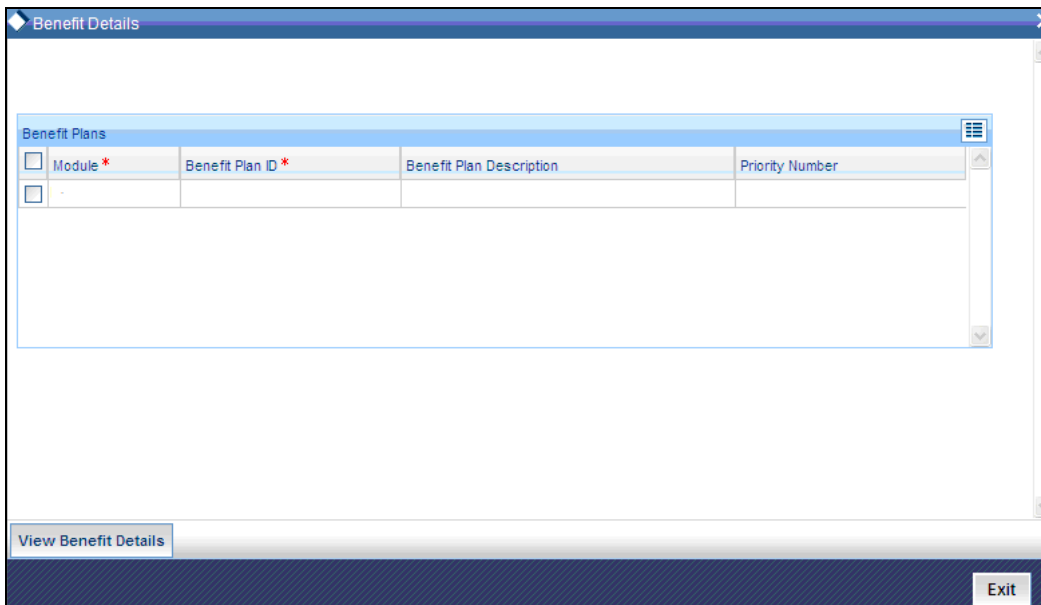 Benefit Details
Benefit Plans
Module * Benefit Plan ID * Benefit Plan Description Priority Number
View Benefit Details
Exit